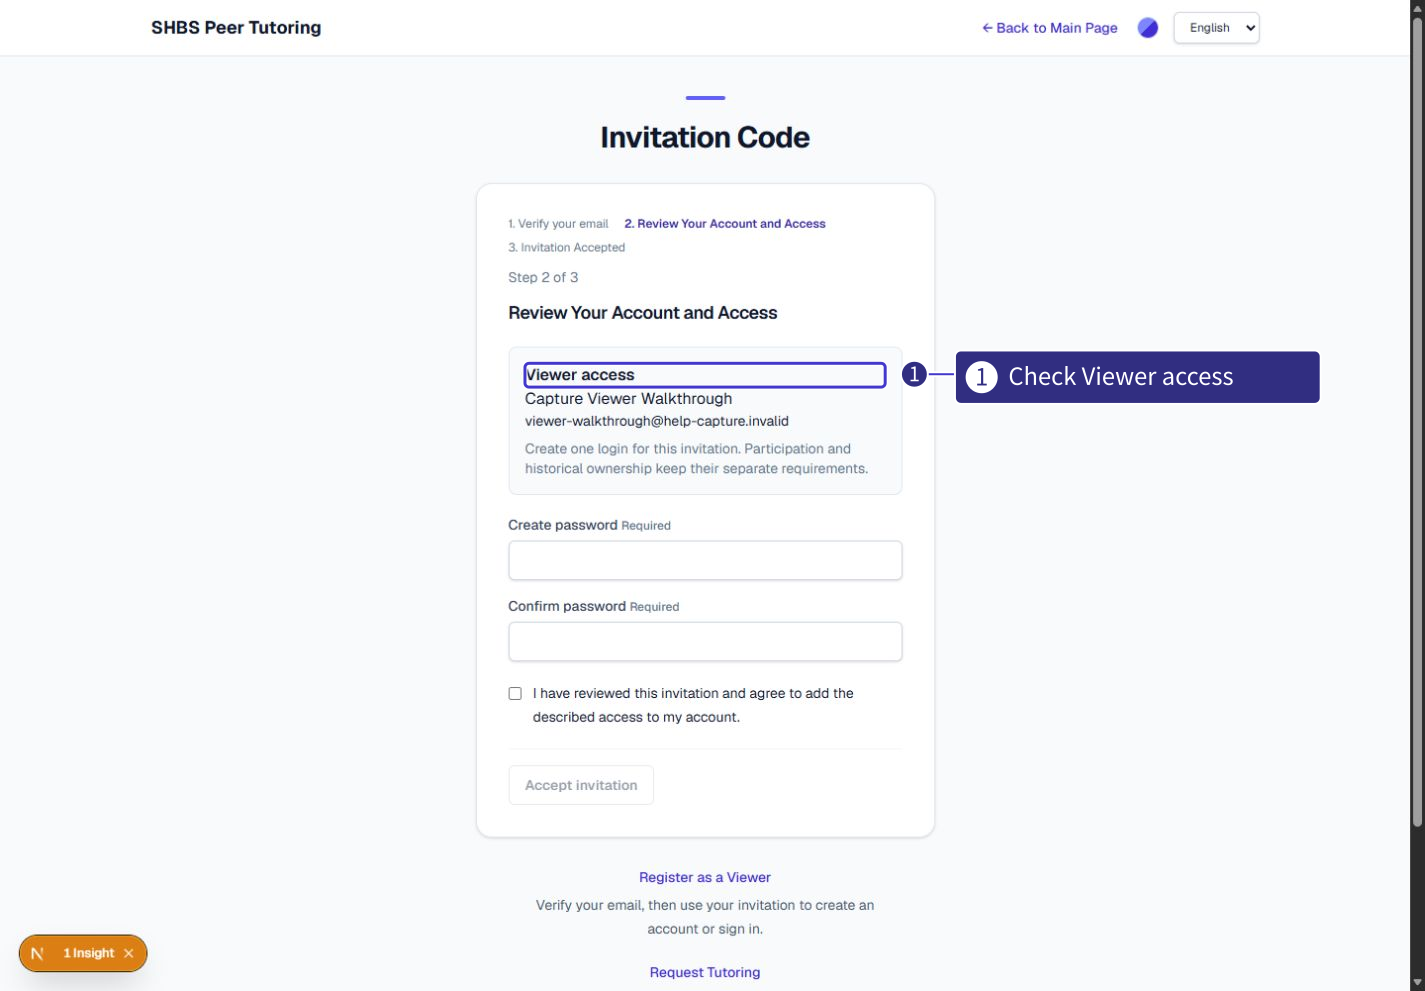 SHBS Peer Tutoring
← Back to Main Page
English
Invitation Code
1. Verify your email
2. Review Your Account and Access
3. Invitation Accepted
Step 2 of 3
Review Your Account and Access
Viewer access
1
1 Check Viewer access
Capture Viewer Walkthrough
viewer-walkthrough@help-capture.invalid
Create one login for this invitation. Participation and
historical ownership keep their separate requirements.
Create password Required
Confirm password Required
I have reviewed this invitation and agree to add the
described access to my account.
Accept invitation
Register as a Viewer
Verify your email, then use your invitation to create an
account or sign in.
N 1 Insight ×
Request Tutoring